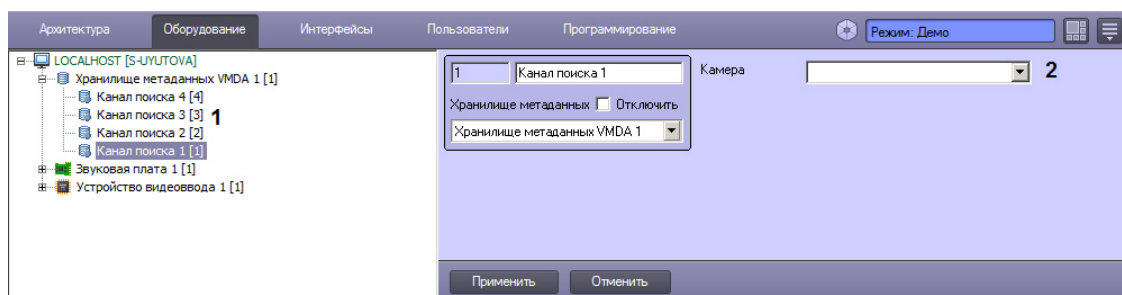 Архитектура Оборудование Интерфейсы Пользователи Программирование Режим: Демо
LOCALHOST [S-UYUTOVA]
Хранилище метаданных VMDA 1 [1]
Канал поиска 4 [4]
Канал поиска 3 [3] 1
Канал поиска 2 [2]
Канал поиска 1 [1]
Звуковая плата 1 [1]
Устройство видеоввода 1 [1]
1 Канал поиска 1 Камера 2
Хранилище метаданных Отключить
Хранилище метаданных VMDA 1
Применить Отменить